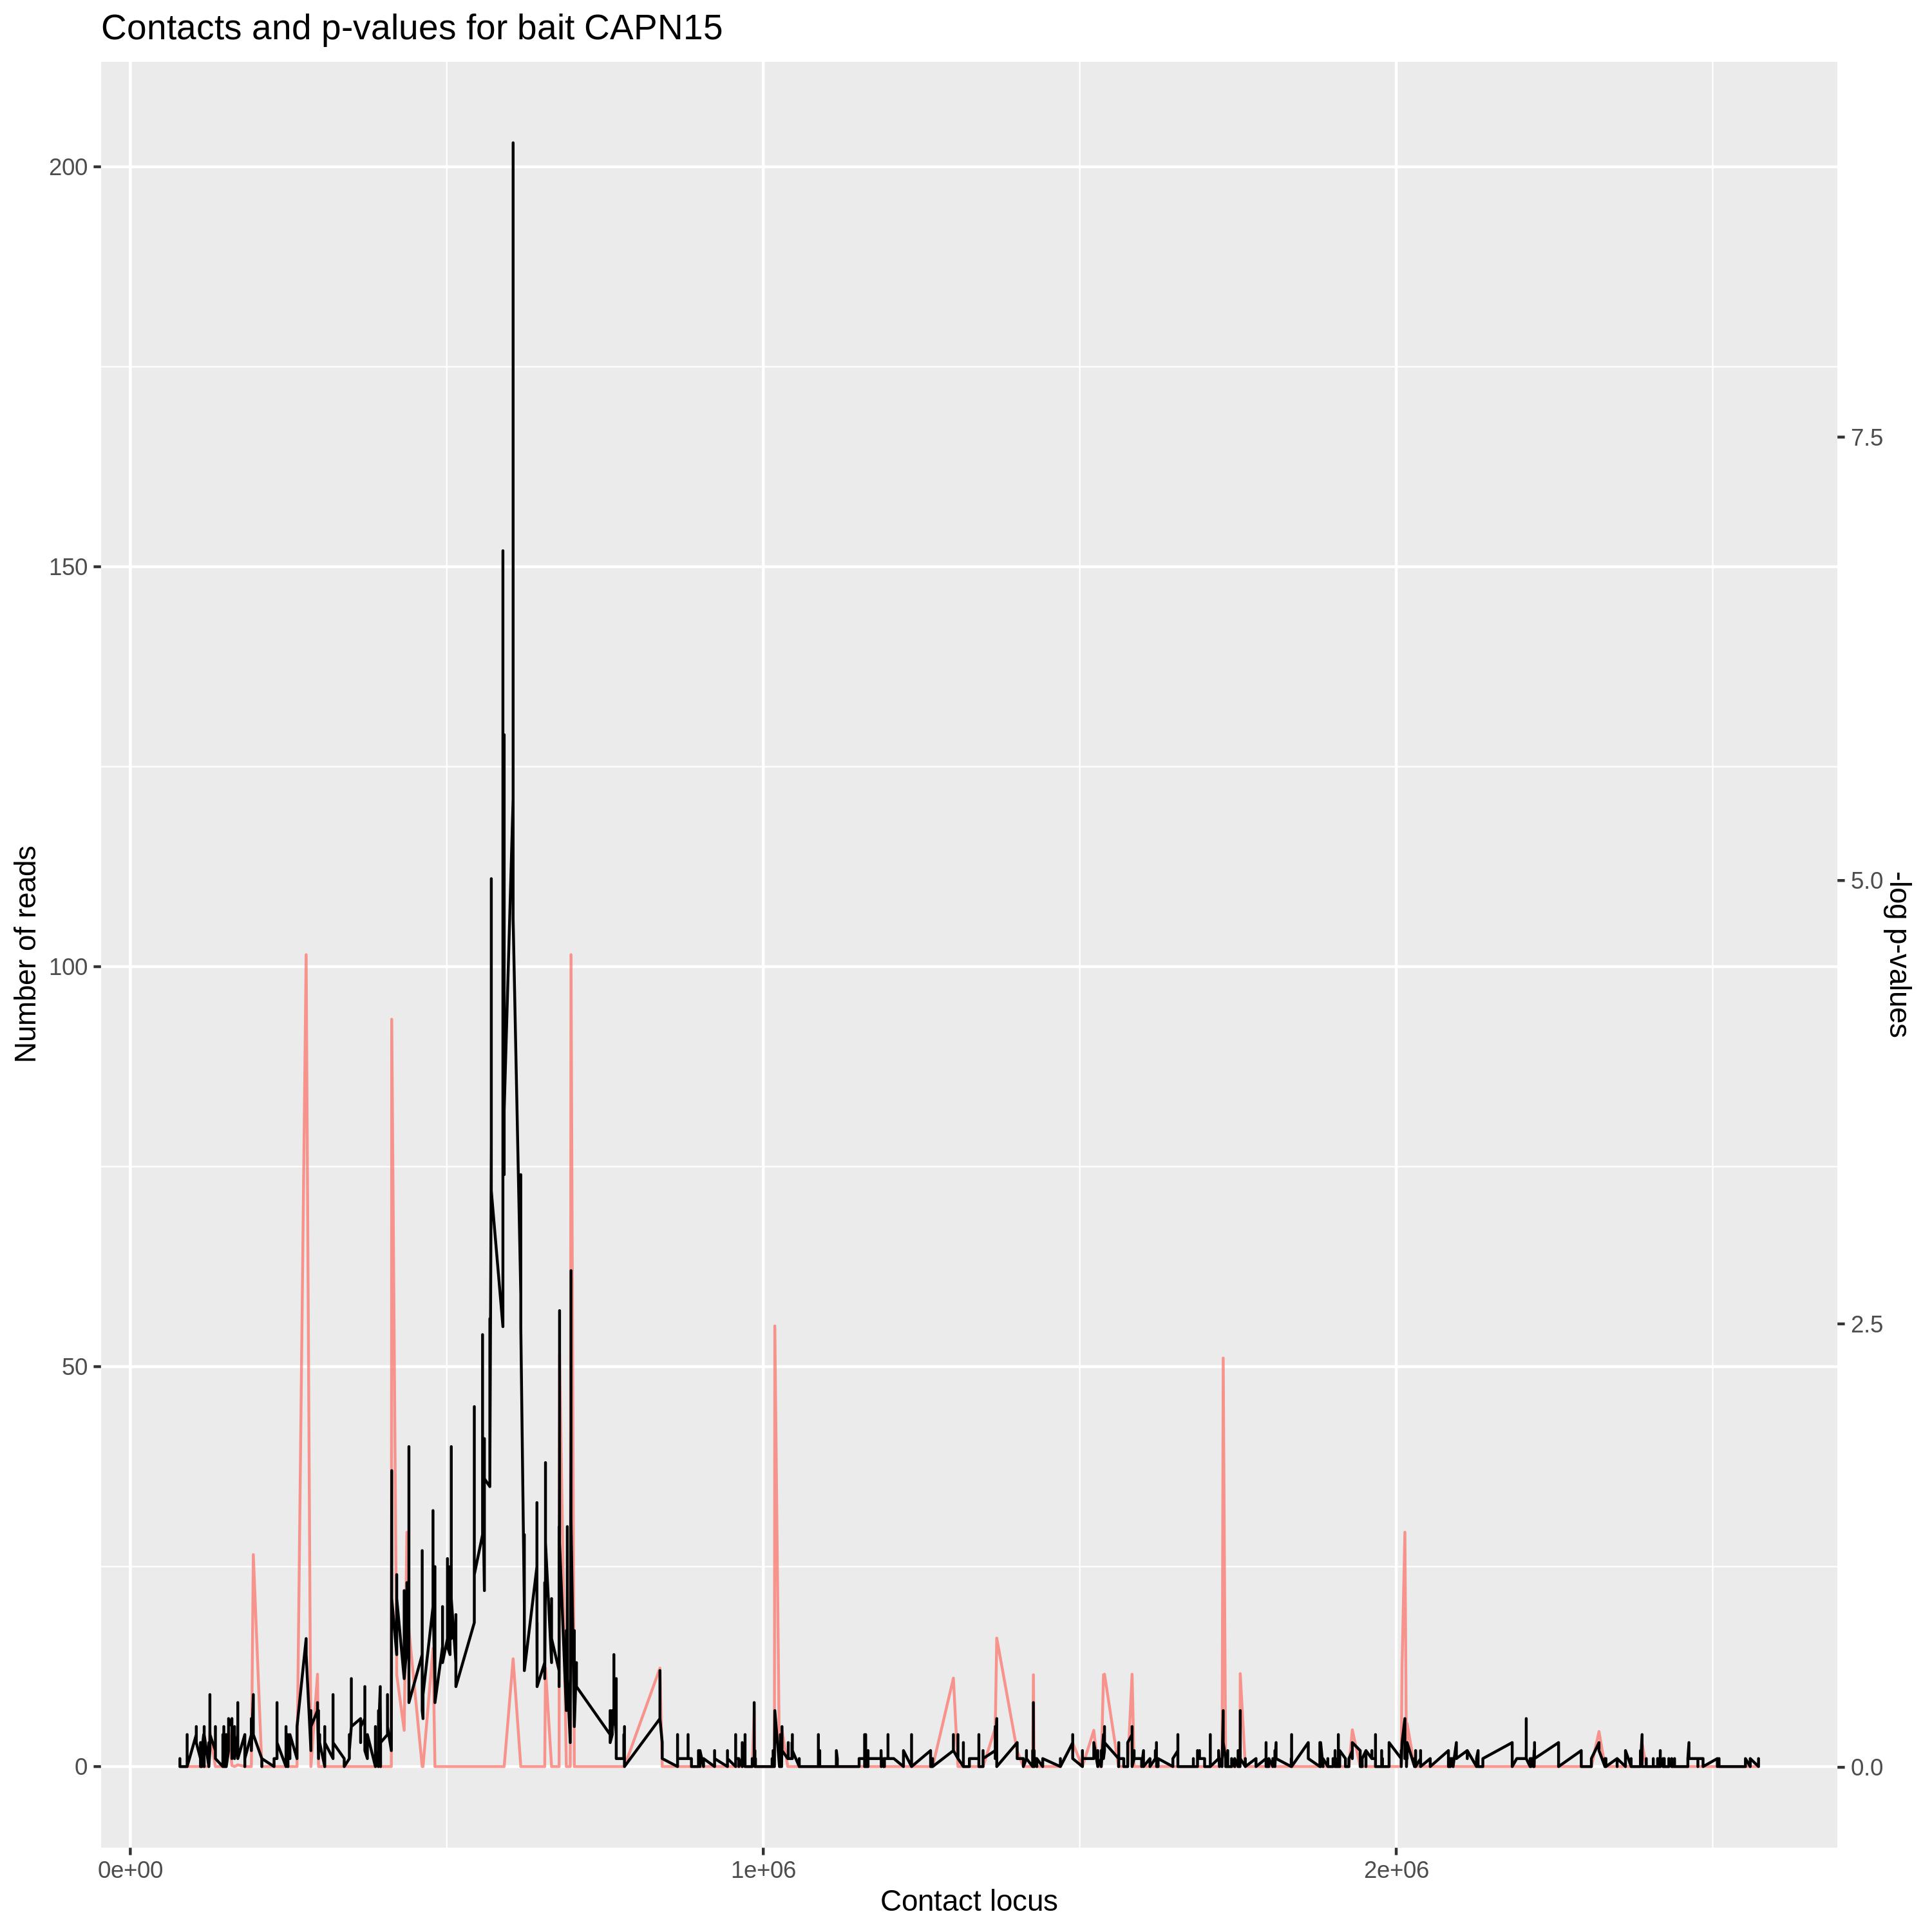 Contacts and p-values for bait CAPN15
200
150
100
50
0
Number of reads
7.5
5.0
2.5
0.0
-log p-values
0e+00
1e+06
2e+06
Contact locus